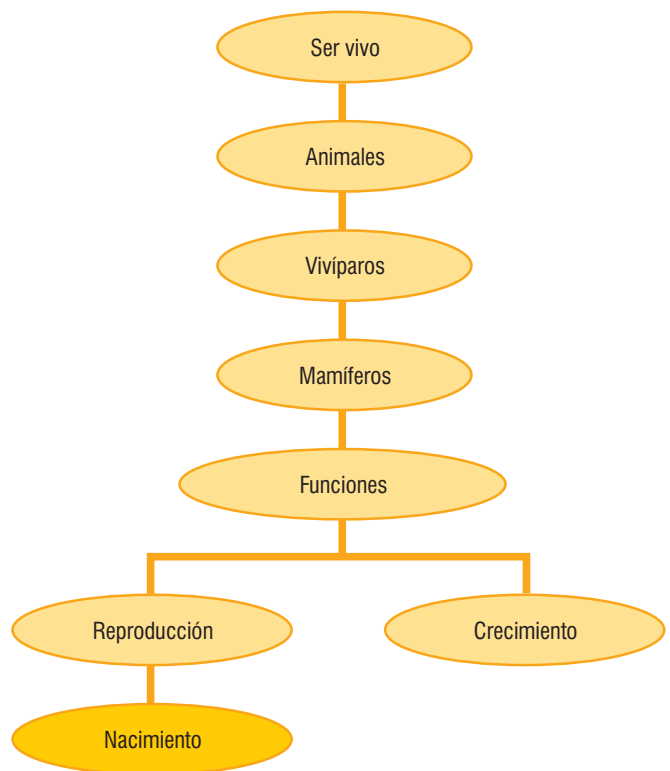 Ser vivo
Animales
Vivíparos
Mamíferos
Funciones
Reproducción
Crecimiento
Nacimiento